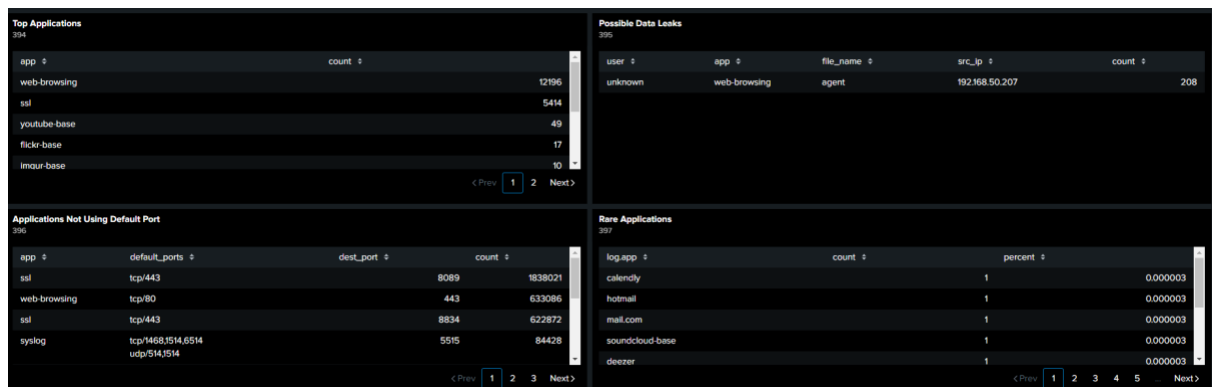 Top Applications
394
app count
web-browsing 12196
ssl 5414
youtube-base 49
flickr-base 17
imgur-base 10
< Prev 1 2 Next >
Possible Data Leaks
395
user app file_name src_ip count
unknown web-browsing agent 192.168.50.207 208
Applications Not Using Default Port
396
app default_ports dest_port count
ssl tcp/443 8089 1838021
web-browsing tcp/80 443 633086
ssl tcp/443 8834 622872
syslog tcp/1468,1514,6514 5515 84428
udp/514,1514
< Prev 1 2 3 Next >
Rare Applications
397
log.app count percent
calendly 1 0.000003
hotmail 1 0.000003
mail.com 1 0.000003
soundcloud-base 1 0.000003
deezer 1 0.000003
< Prev 1 2 3 4 5 ... Next >